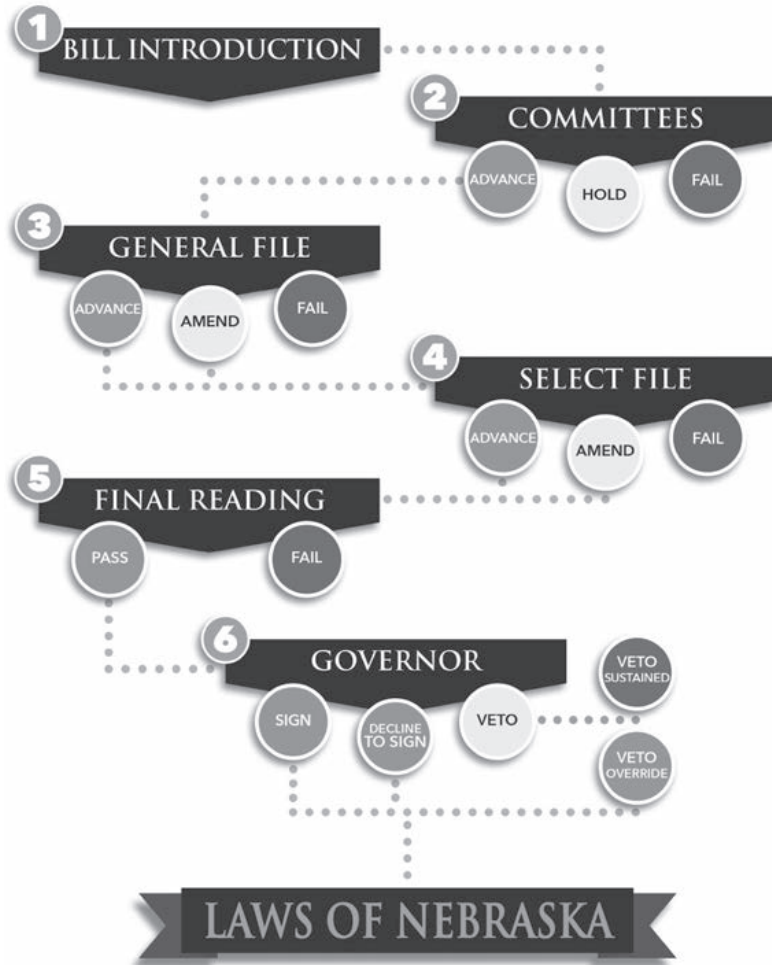 1
BILL INTRODUCTION
2
COMMITTEES
ADVANCE
HOLD
FAIL
3
GENERAL FILE
ADVANCE
AMEND
FAIL
4
SELECT FILE
ADVANCE
AMEND
FAIL
5
FINAL READING
PASS
FAIL
6
GOVERNOR
SIGN
DECLINE
TO SIGN
VETO
VETO
SUSTAINED
VETO
OVERRIDE
LAWS OF NEBRASKA